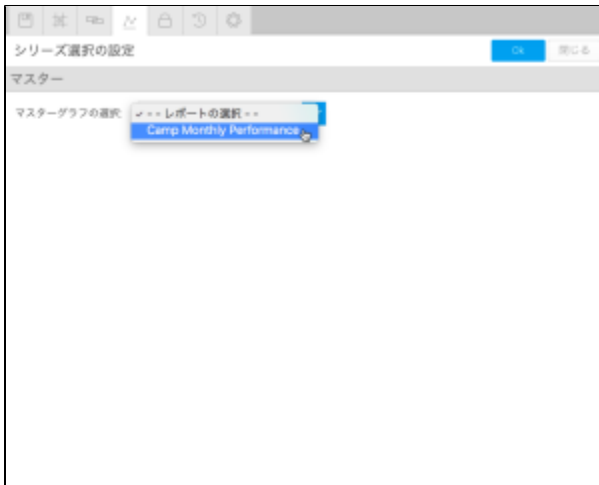 シリーズ選択の設定
Ok 閉じる
マスター
マスターグラフの選択
✓ -- レポートの選択 --
Camp Monthly Performance